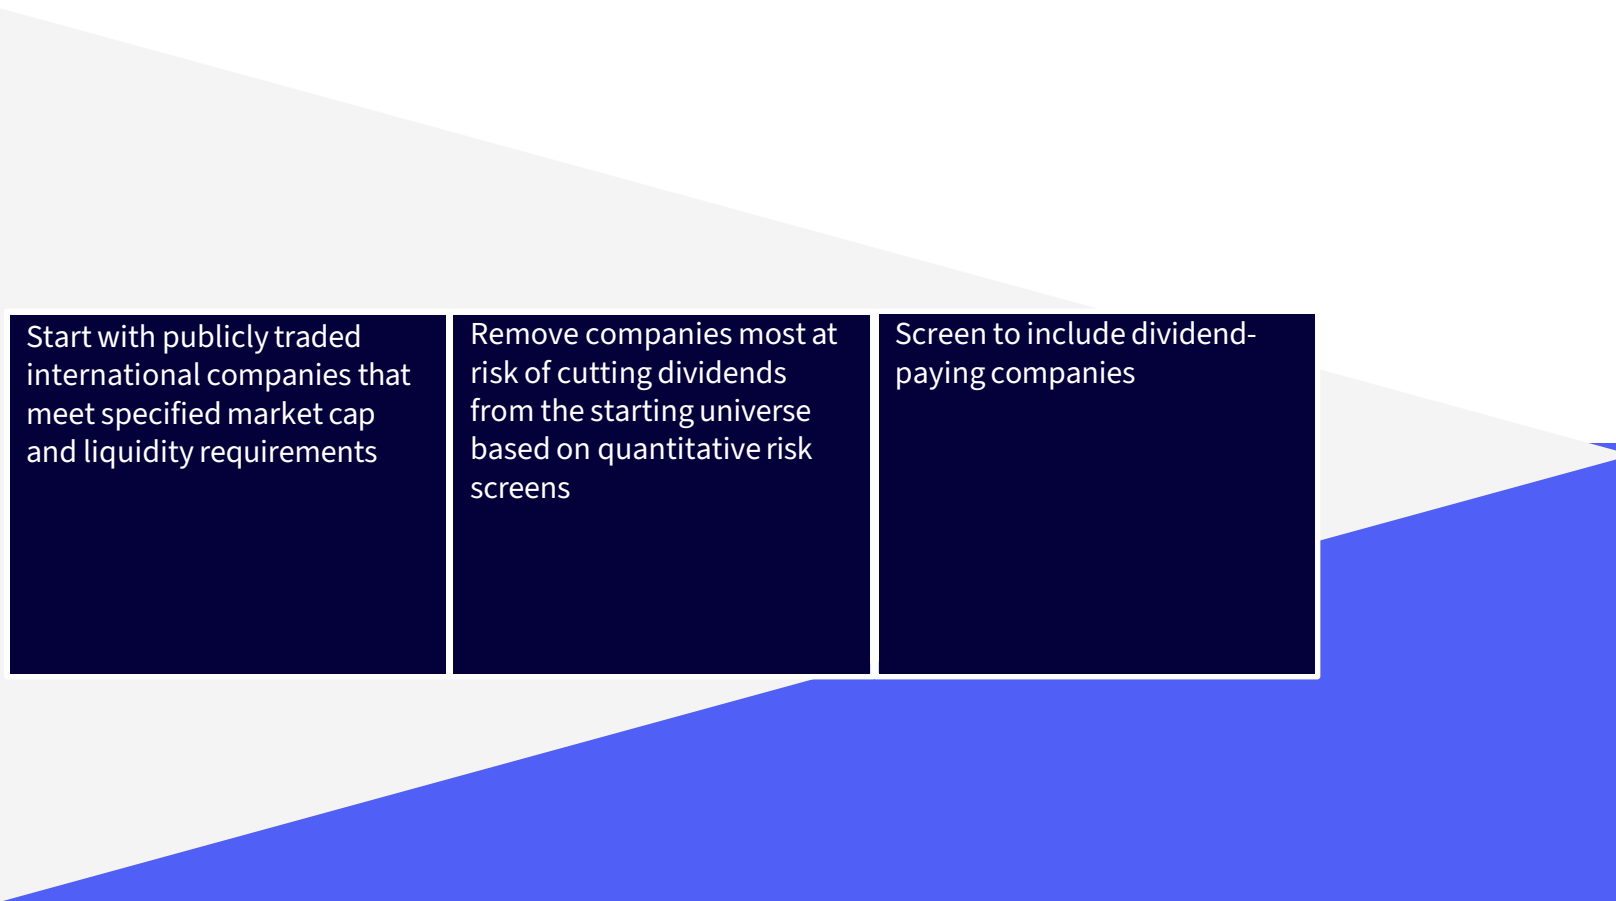 Start with publicly traded
international companies that
meet specified market cap
and liquidity requirements
Remove companies most at
risk of cutting dividends
from the starting universe
based on quantitative risk
screens
Screen to include dividend-
paying companies